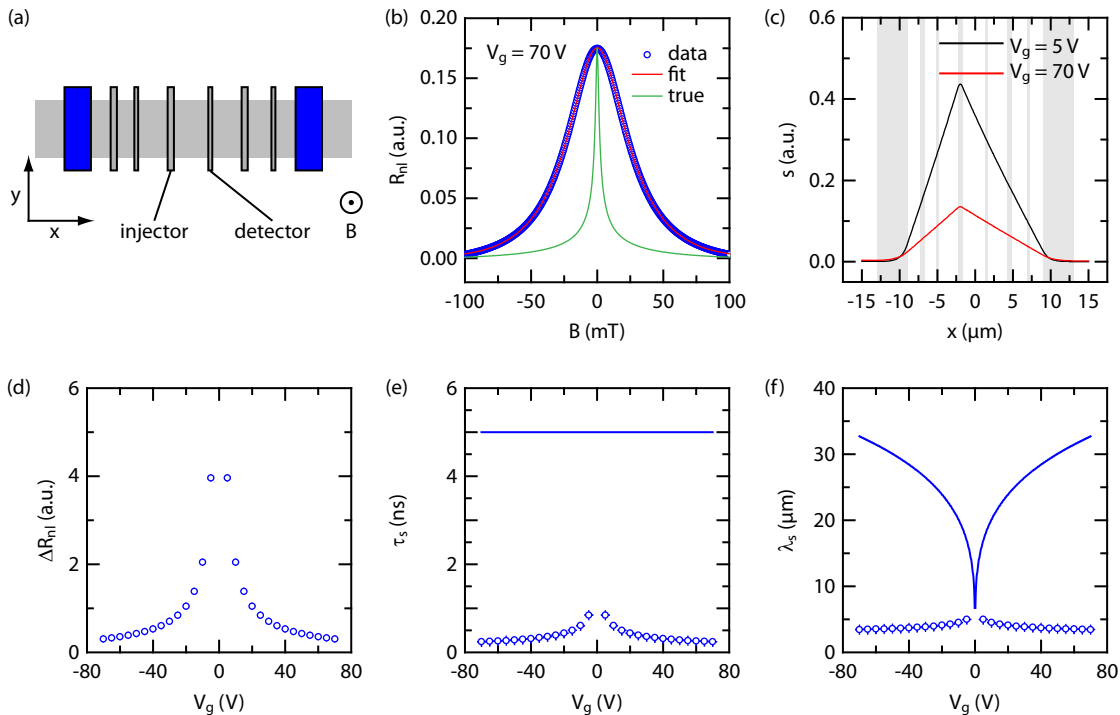 (a)
y
x
injector
detector
B
(b)
V_g = 70 V
data
fit
true
R_nl (a.u.)
0.20
0.15
0.10
0.05
0.00
-100 -50 0 50 100
B (mT)
(c)
V_g = 5 V
V_g = 70 V
s (a.u.)
0.6
0.4
0.2
0.0
-15 -10 -5 0 5 10 15
x (μm)
(d)
ΔR_nl (a.u.)
6
4
2
0
-80 -40 0 40 80
V_g (V)
(e)
τ_s (ns)
6
5
4
3
2
1
0
-80 -40 0 40 80
V_g (V)
(f)
λ_s (μm)
40
30
20
10
0
-80 -40 0 40 80
V_g (V)